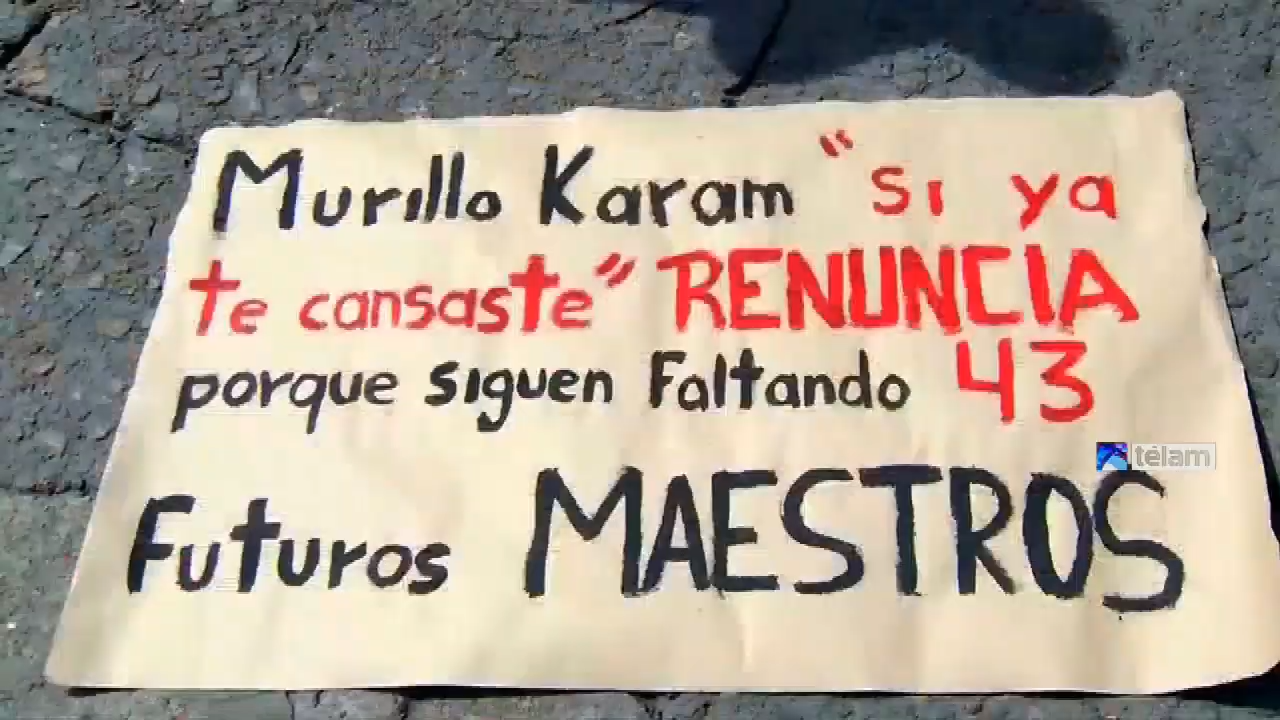 Murillo Karam "si ya
te cansaste" RENUNCIA
porque siguen Faltando 43
télam
Futuros MAESTROS